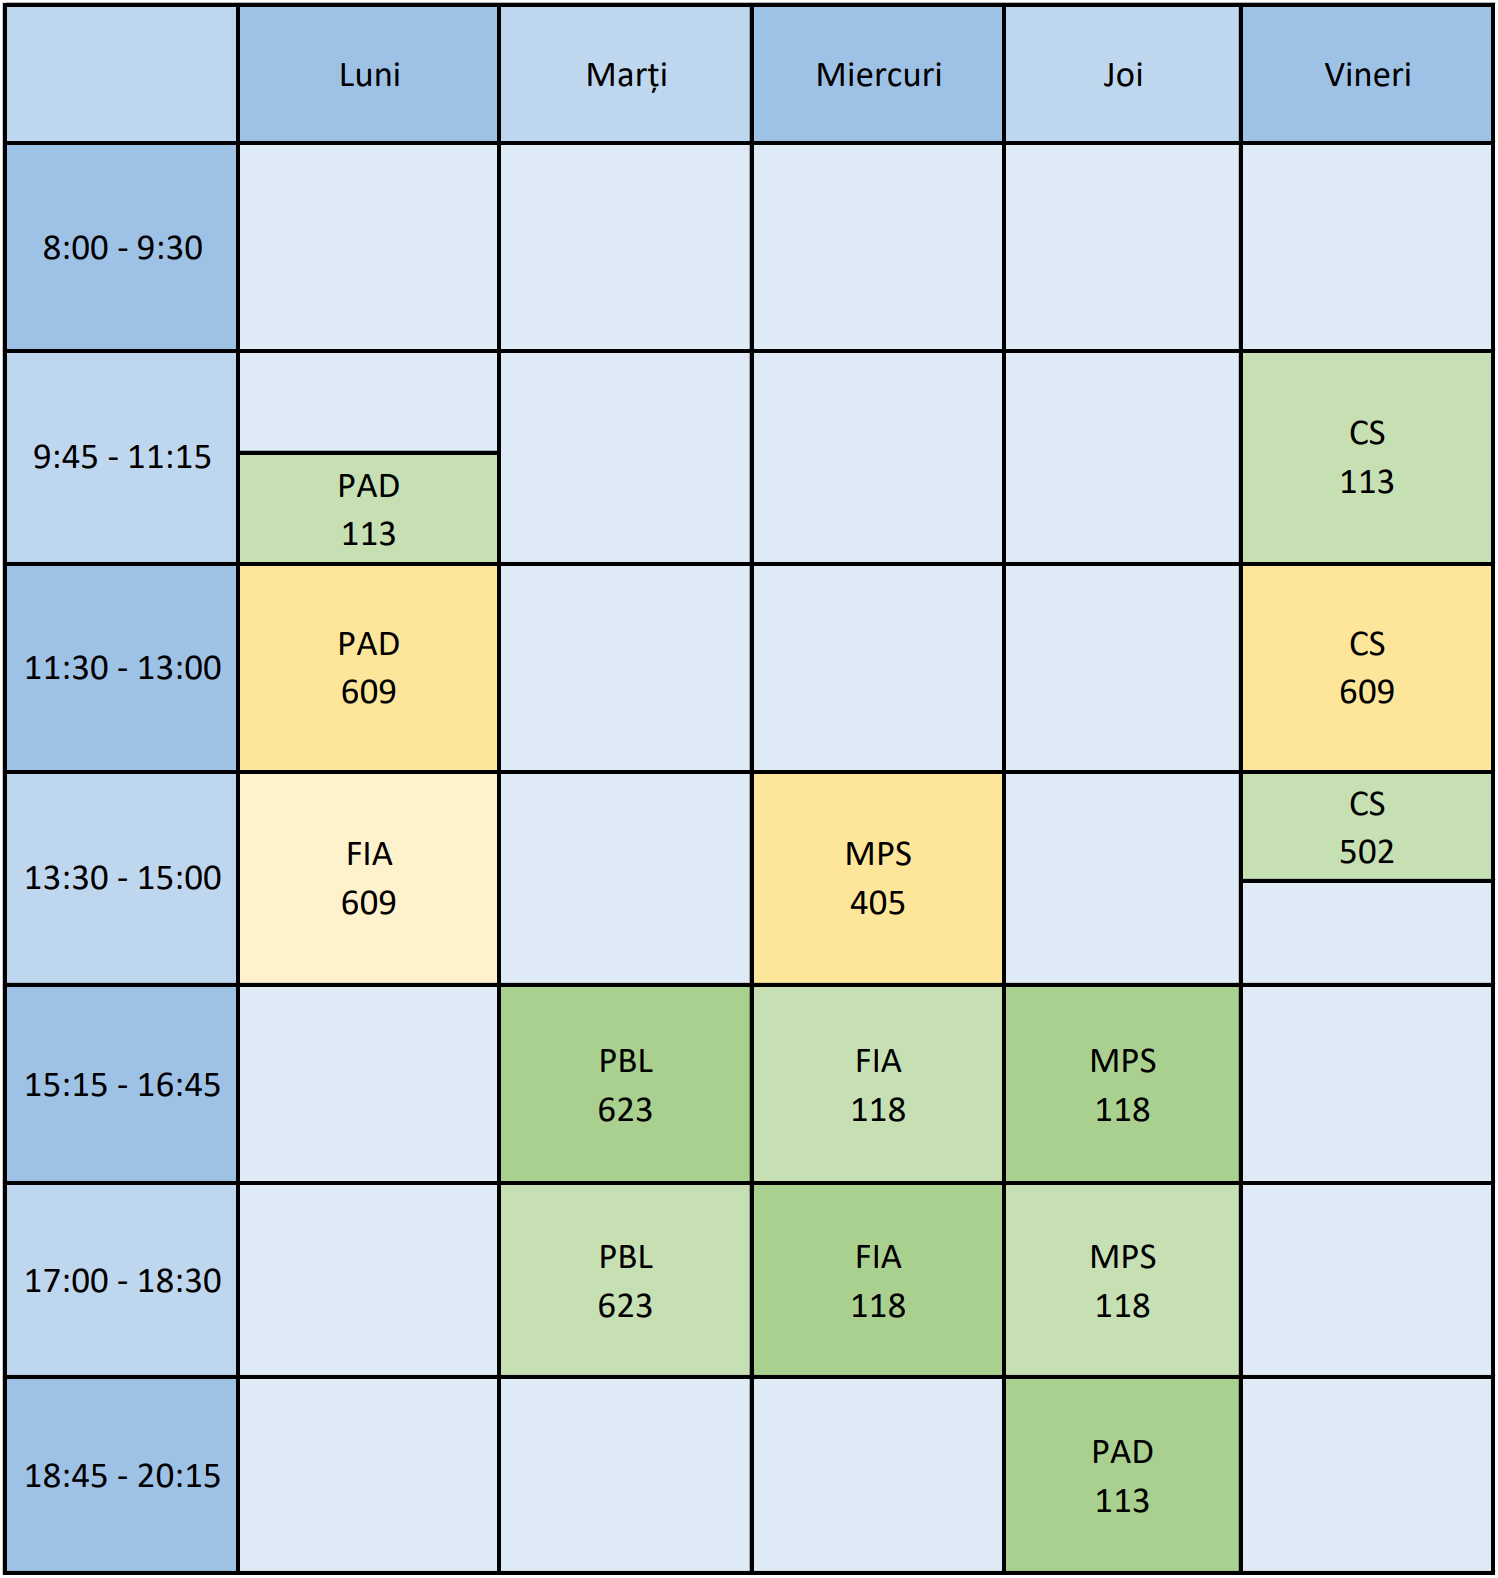 Luni Marți Miercuri Joi Vineri
8:00 - 9:30
9:45 - 11:15
PAD
113
CS
113
11:30 - 13:00
PAD
609
CS
609
13:30 - 15:00
FIA
609
MPS
405
CS
502
15:15 - 16:45
PBL
623
FIA
118
MPS
118
17:00 - 18:30
PBL
623
FIA
118
MPS
118
18:45 - 20:15
PAD
113